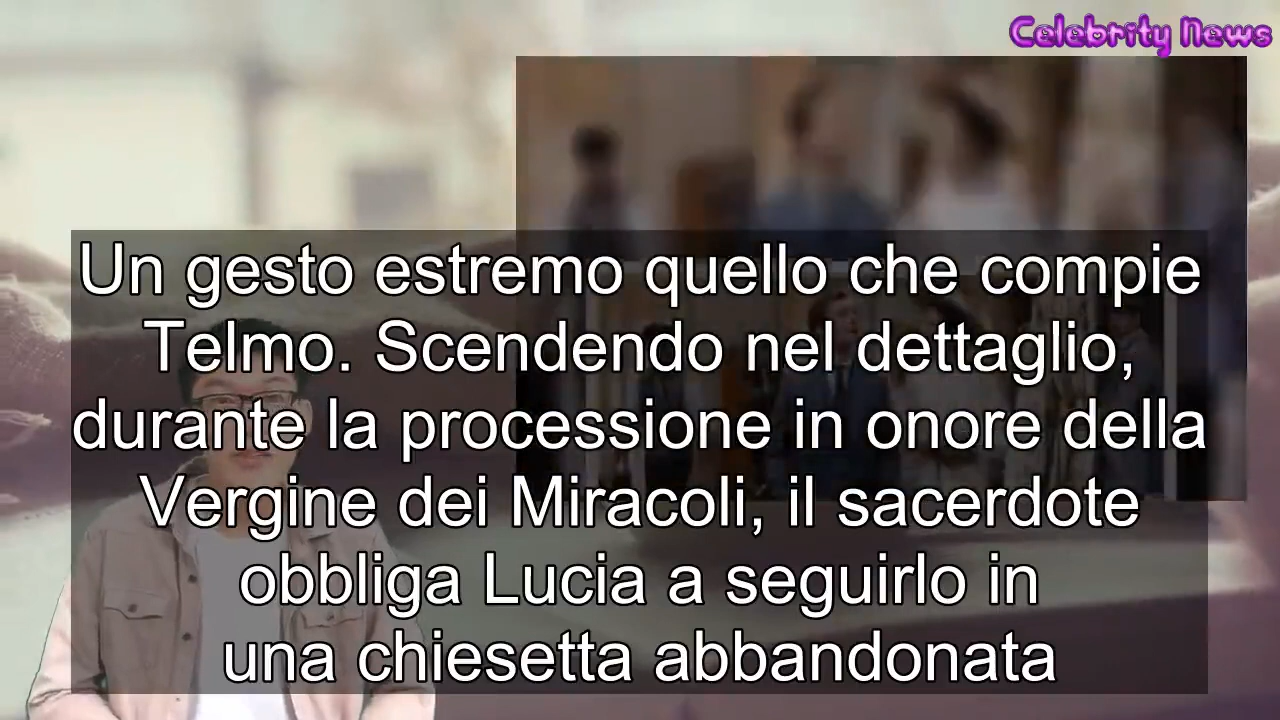 Celebrity News
Un gesto estremo quello che compie
Telmo. Scendendo nel dettaglio,
durante la processione in onore della
Vergine dei Miracoli, il sacerdote
obbliga Lucia a seguirlo in
una chiesetta abbandonata